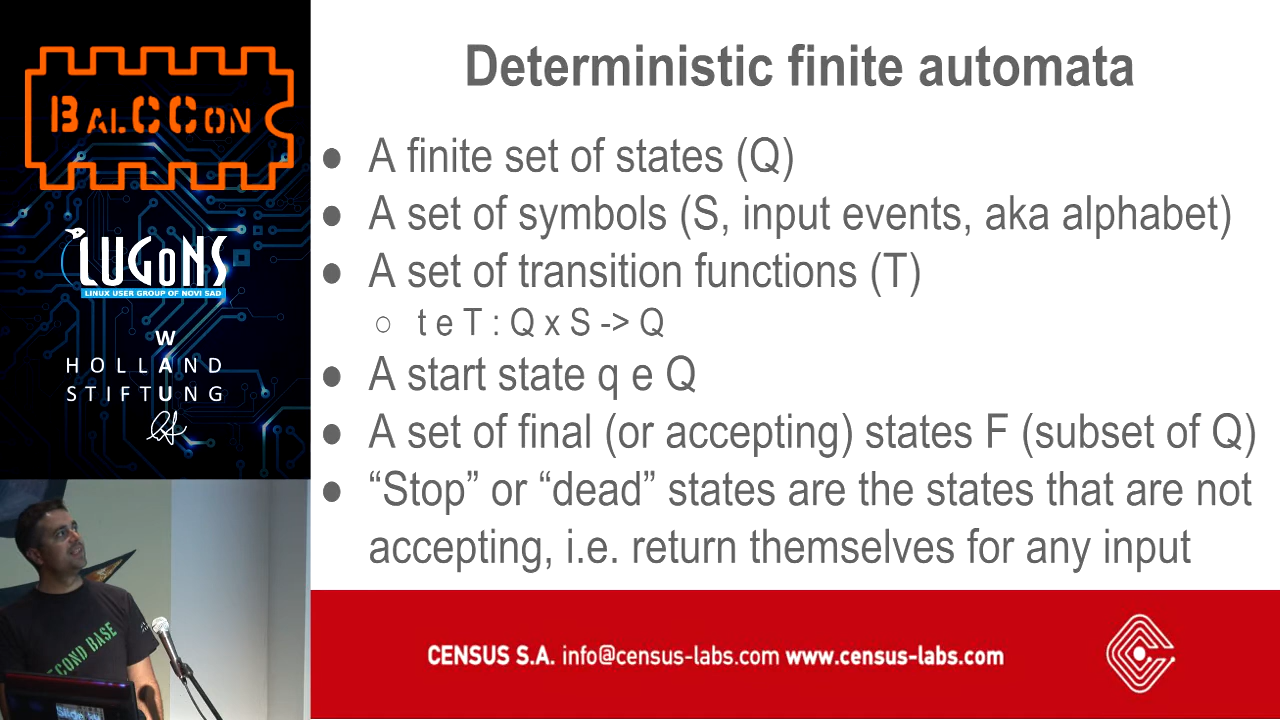 BALCCON
LUGONS
LINUX USER GROUP OF NOVI SAD
W
HOLLAND
STIFTUNG
Deterministic finite automata
● A finite set of states (Q)
● A set of symbols (S, input events, aka alphabet)
● A set of transition functions (T)
○ t e T : Q x S -> Q
● A start state q e Q
● A set of final (or accepting) states F (subset of Q)
● “Stop” or “dead” states are the states that are not
accepting, i.e. return themselves for any input
SECOND BASE
CENSUS S.A. info@census-labs.com www.census-labs.com